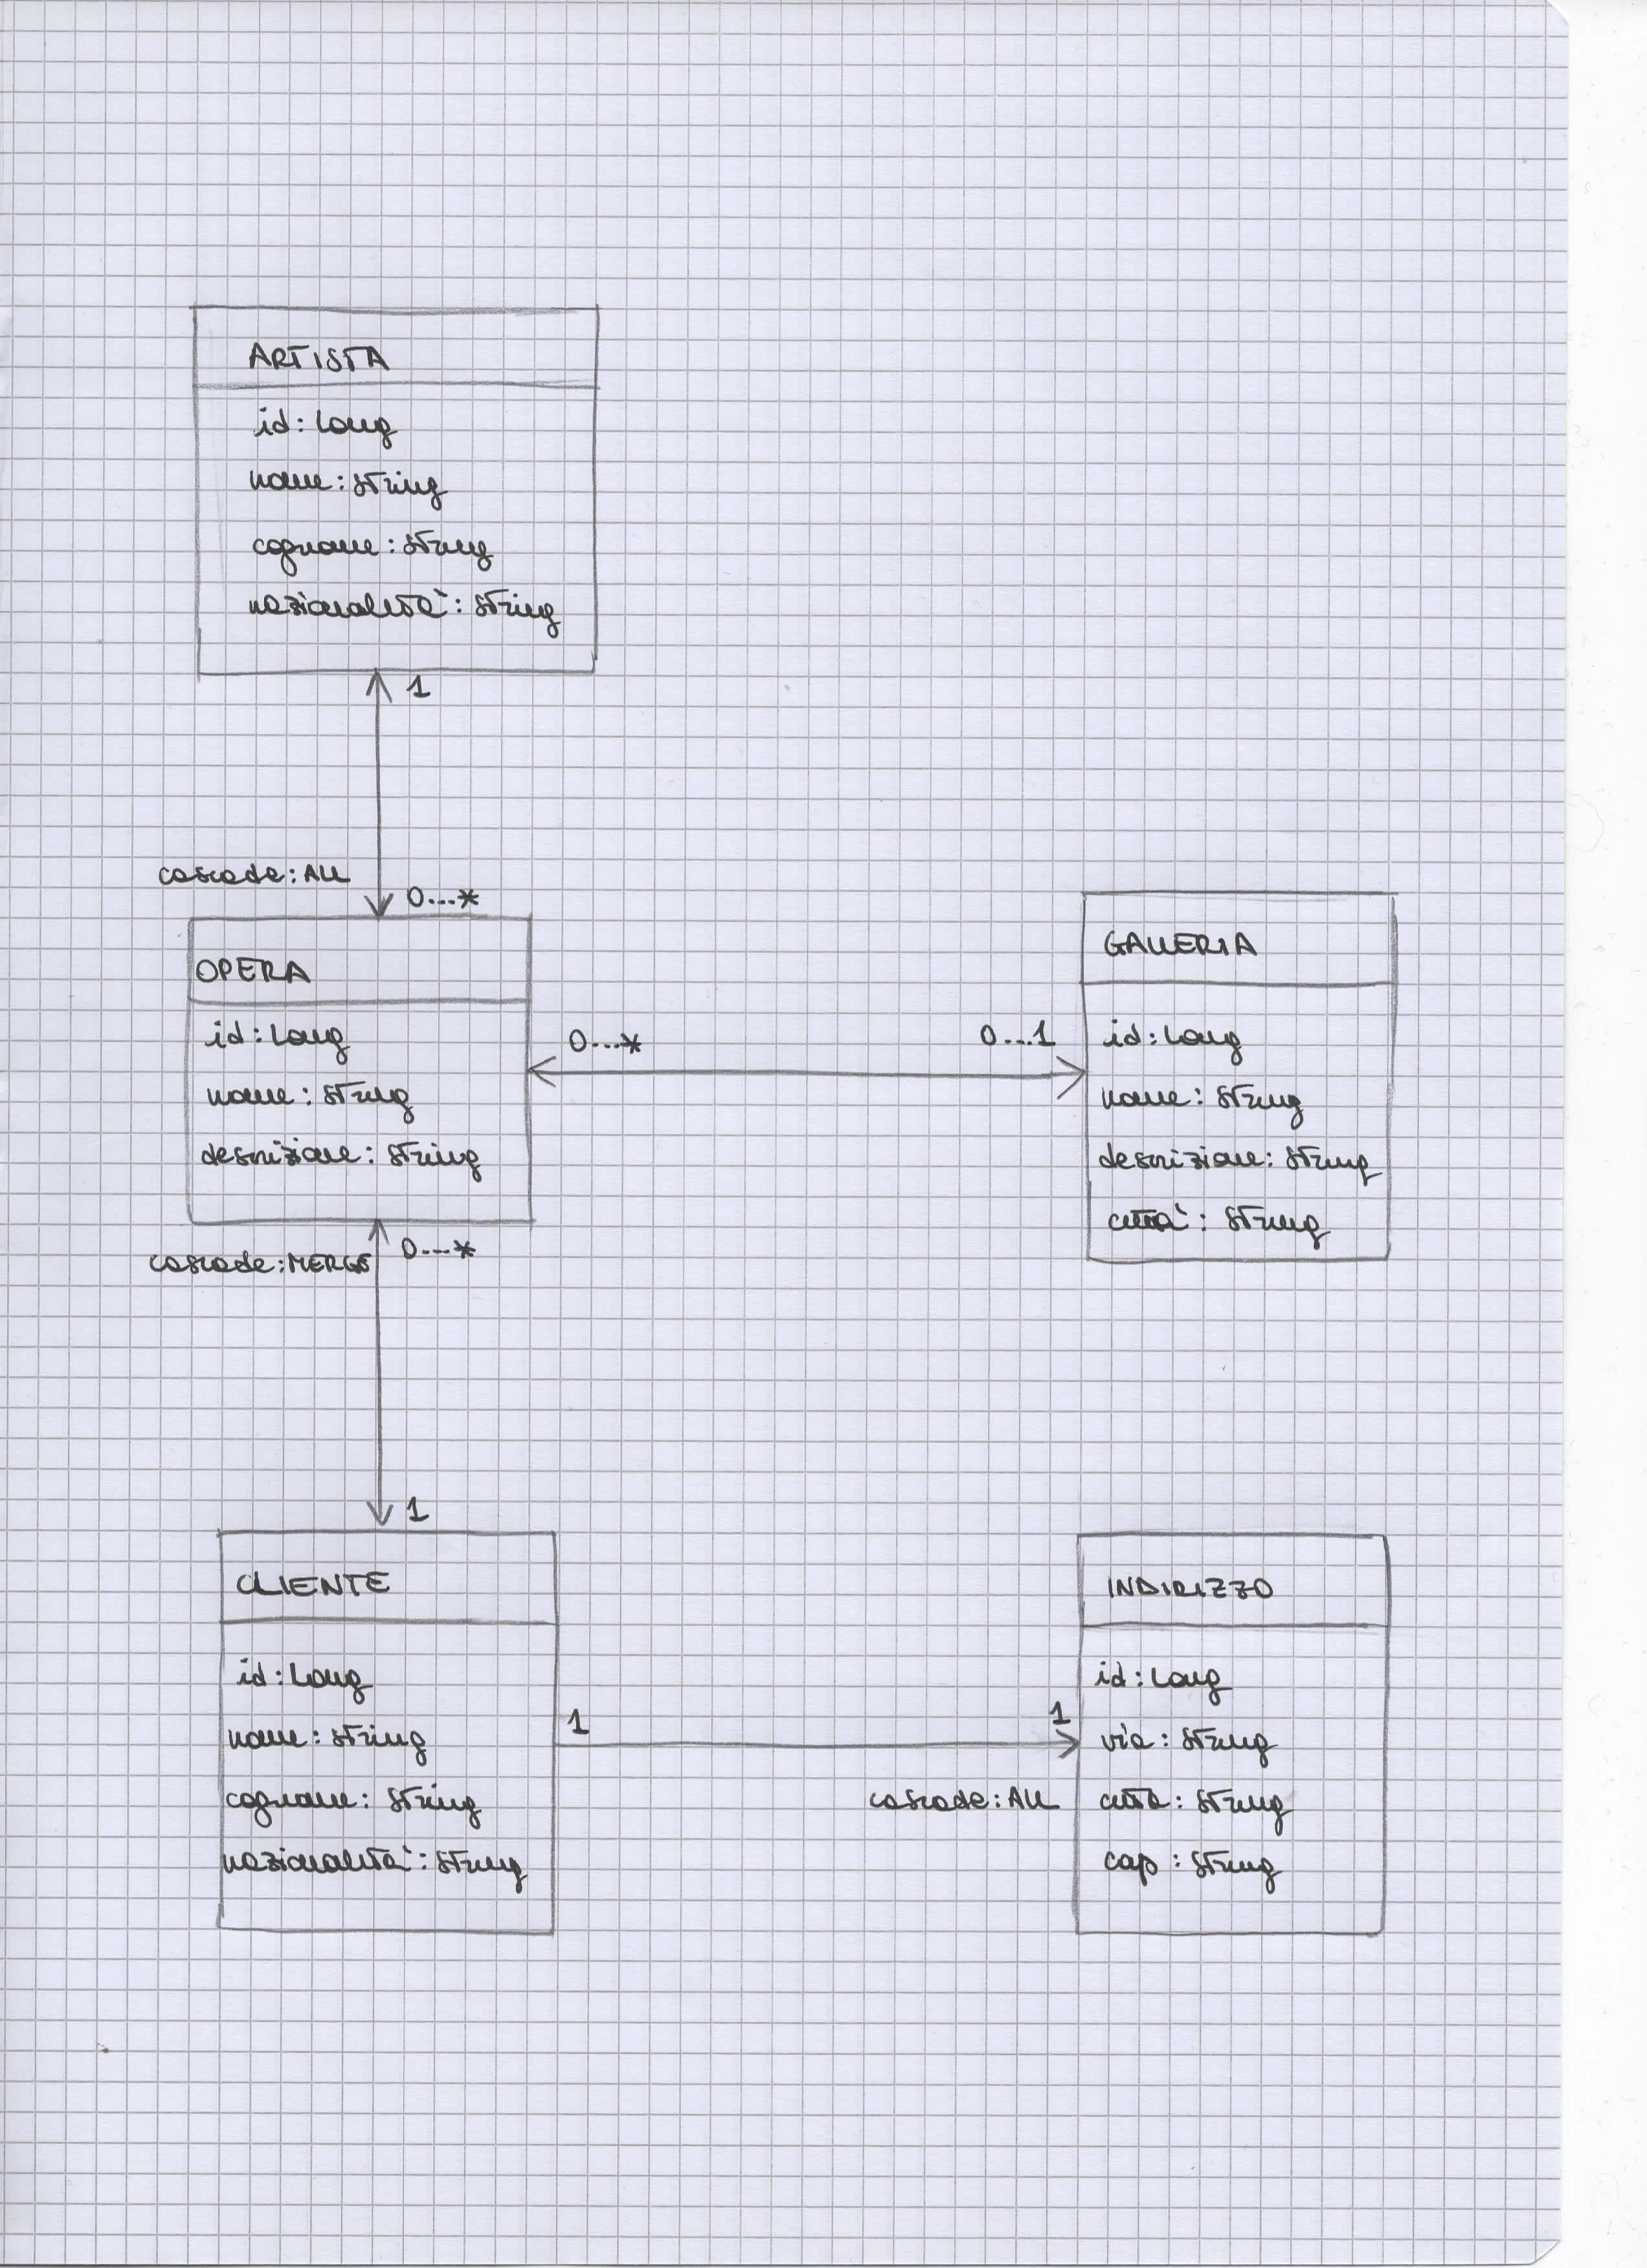 ARTISTA
id: Long
nome: String
cognome: String
nazionalità: String
1
cascade: ALL
0...*
OPERA
id: Long
nome: String
descrizione: String
0...*
0...1
GALLERIA
id: Long
nome: String
descrizione: String
città: String
cascade: MERGE
0...*
1
CLIENTE
id: Long
nome: String
cognome: String
nazionalità: String
1
1
cascade: ALL
INDIRIZZO
id: Long
via: String
città: String
cap: String